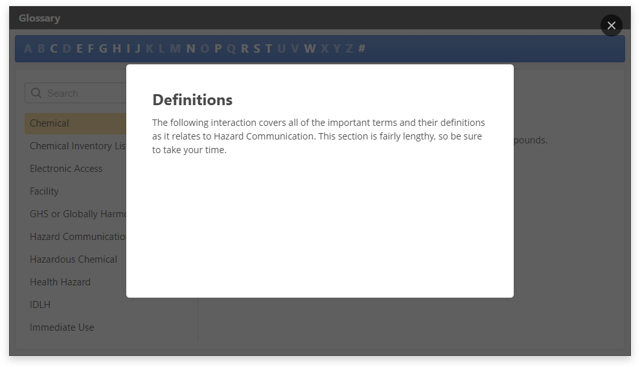 Glossary
A B C D E F G H I J K L M N O P Q R S T U V W X Y Z #
Search
Definitions
The following interaction covers all of the important terms and their definitions
as it relates to Hazard Communication. This section is fairly lengthy, so be sure
to take your time.
Chemical
Chemical Inventory Lis
pounds.
Electronic Access
Facility
GHS or Globally Harmo
Hazard Communicatio
Hazardous Chemical
Health Hazard
IDLH
Immediate Use